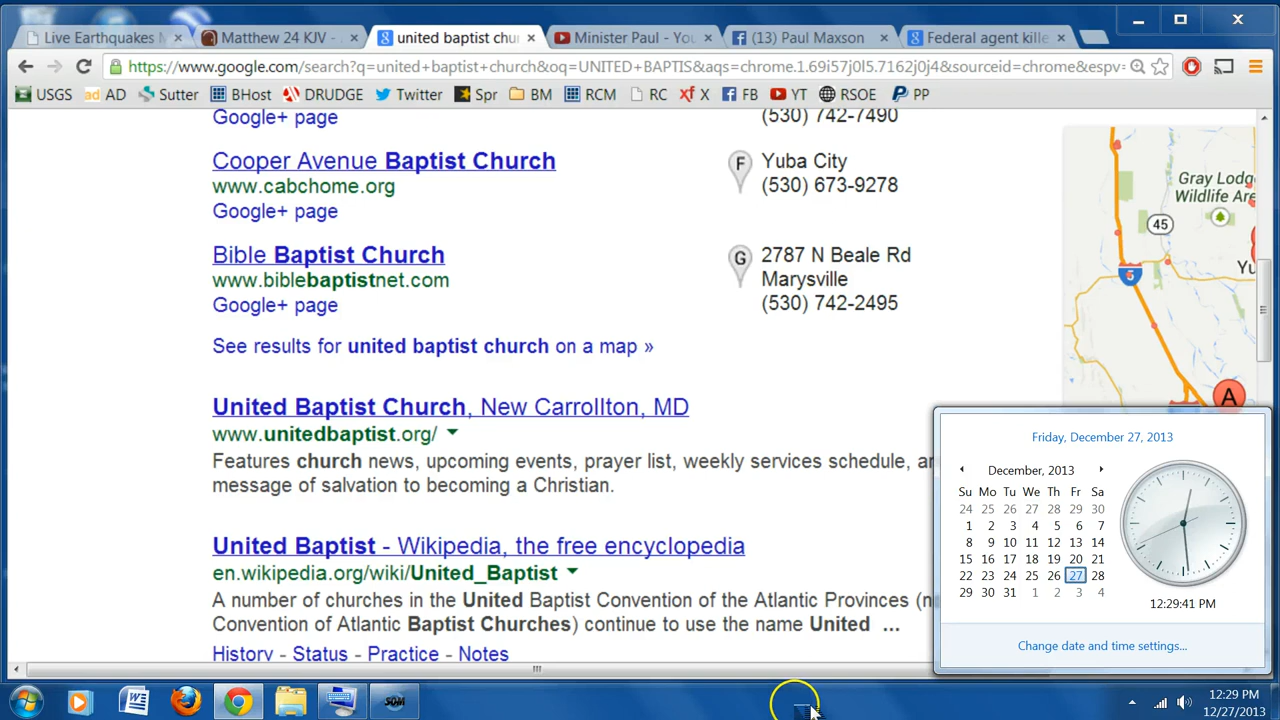 Live Earthquakes M
Matthew 24 KJV -
united baptist chu
Minister Paul - Yo
(13) Paul Maxson
Federal agent kille
https://www.google.com/search?q=united+baptist+church&oq=UNITED+BAPTIS&aqs=chrome.1.69i57j0l5.7162j0j4&sourceid=chrome&espv=
USGS
ad AD
Sutter
BHost
DRUDGE
Twitter
Spr
BM
RCM
RC
xf X
FB
YT
RSOE
PP
Google+ page
(530) 742-7490
Cooper Avenue Baptist Church
www.cabchome.org
Google+ page
F
Yuba City
(530) 673-9278
Bible Baptist Church
www.biblebaptistnet.com
Google+ page
G
2787 N Beale Rd
Marysville
(530) 742-2495
See results for united baptist church on a map »
United Baptist Church, New Carrollton, MD
www.unitedbaptist.org/
Features church news, upcoming events, prayer list, weekly services schedule, a
message of salvation to becoming a Christian.
United Baptist - Wikipedia, the free encyclopedia
en.wikipedia.org/wiki/United_Baptist
A number of churches in the United Baptist Convention of the Atlantic Provinces (n
Convention of Atlantic Baptist Churches) continue to use the name United ...
History - Status - Practice - Notes
Gray Lodg
Wildlife Are
45
5
Yu
A
Friday, December 27, 2013
December, 2013
Su Mo Tu We Th Fr Sa
24 25 26 27 28 29 30
1 2 3 4 5 6 7
8 9 10 11 12 13 14
15 16 17 18 19 20 21
22 23 24 25 26 27 28
29 30 31 1 2 3 4
12:29:41 PM
Change date and time settings...
12:29 PM
12/27/2013